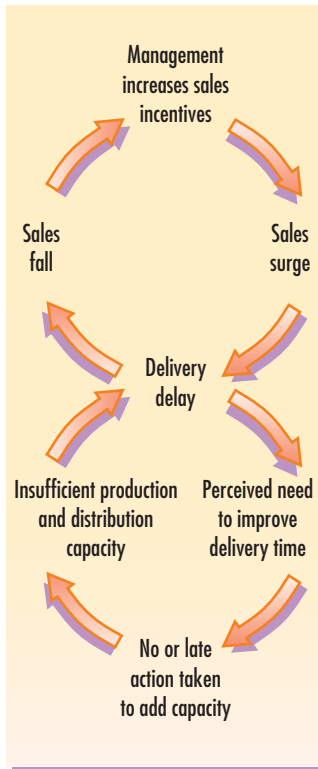 Management
increases sales
incentives
Sales
fall
Sales
surge
Delivery
delay
Insufficient production
and distribution
capacity
Perceived need
to improve
delivery time
No or late
action taken
to add capacity